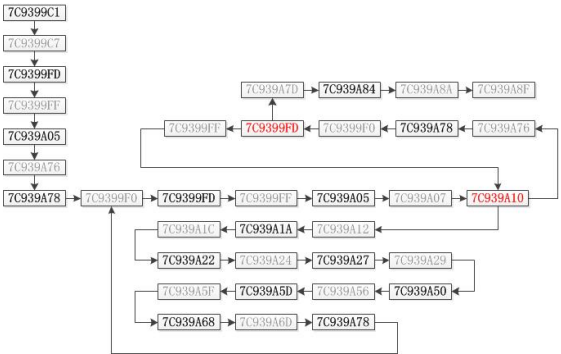 7C9399C1
7C9399C7
7C9399FD
7C9399FF
7C939A05
7C939A76
7C939A7D 7C939A84 7C939A8A 7C939A8F
7C9399FF 7C9399FD 7C9399F0 7C939A78 7C939A76
7C939A78 7C9399F0 7C9399FD 7C9399FF 7C939A05 7C939A07 7C939A10
7C939A1C 7C939A1A 7C939A12
7C939A22 7C939A24 7C939A27 7C939A29
7C939A5F 7C939A5D 7C939A56 7C939A50
7C939A68 7C939A6D 7C939A78